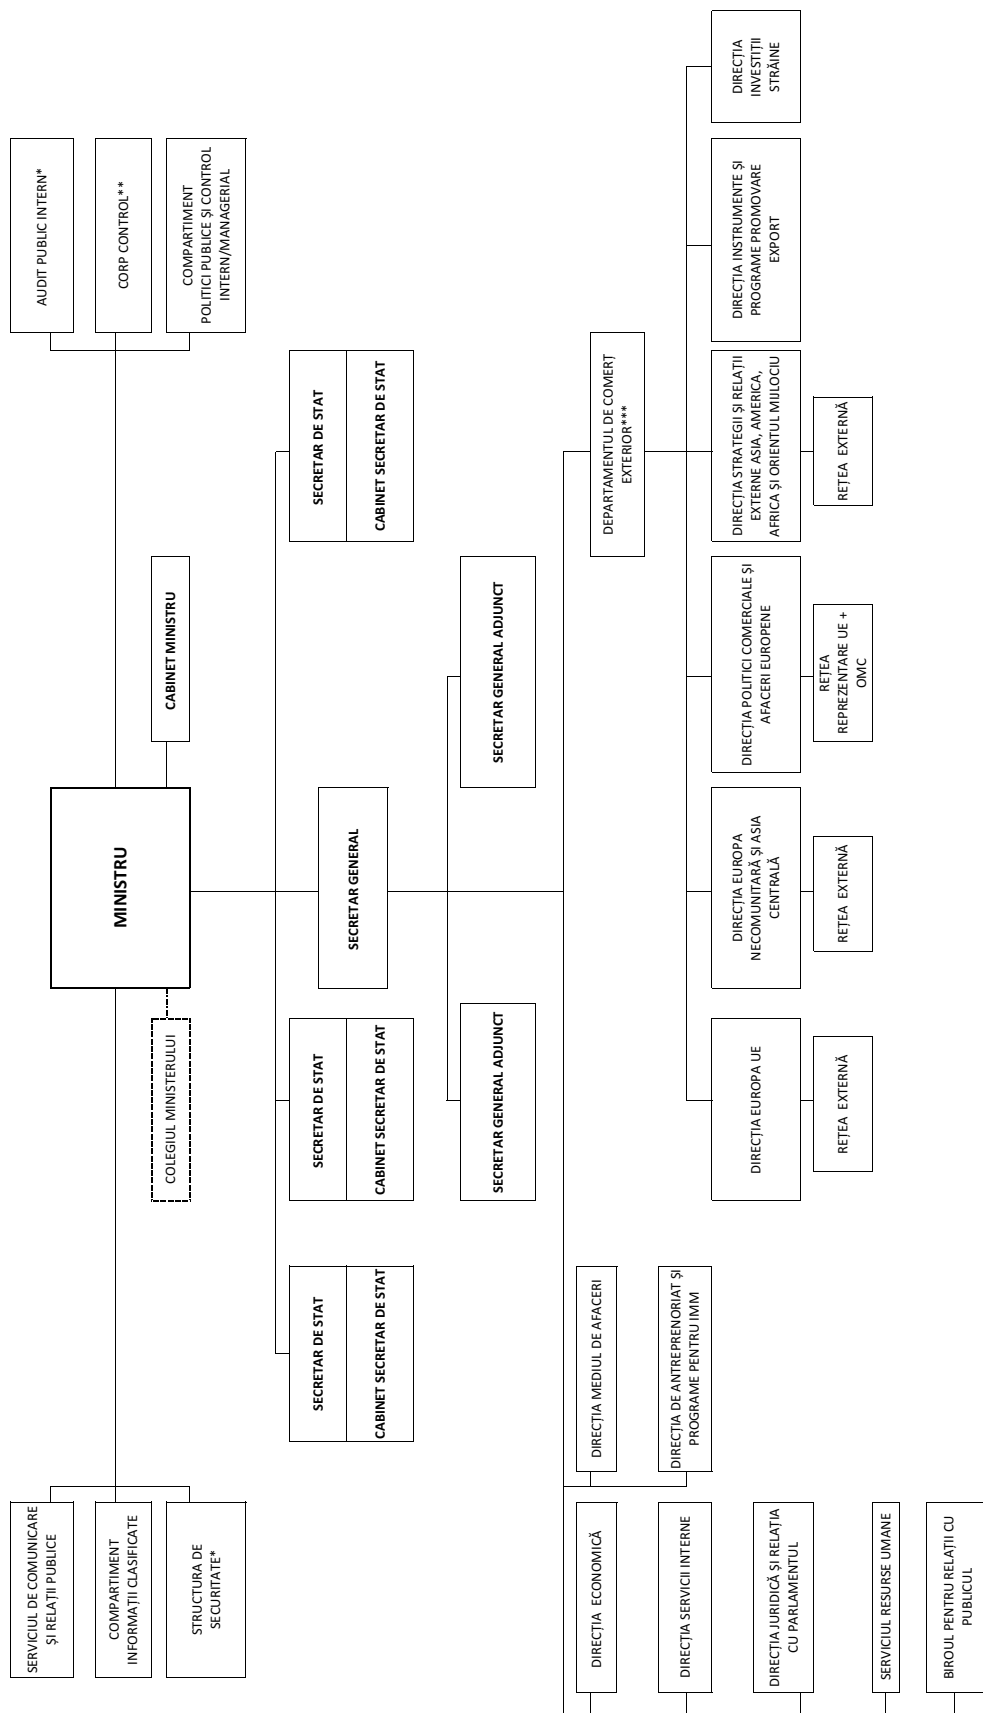 SERVICIUL DE COMUNICARE
ȘI RELAȚII PUBLICE
COMPARTIMENT
INFORMAȚII CLASIFICATE
STRUCTURA DE
SECURITATE*
MINISTRU
COLEGIUL MINISTERULUI
CABINET MINISTRU
AUDIT PUBLIC INTERN*
CORP CONTROL**
COMPARTIMENT
POLITICI PUBLICE ȘI CONTROL
INTERN/MANAGERIAL
SECRETAR DE STAT
CABINET SECRETAR DE STAT
SECRETAR DE STAT
CABINET SECRETAR DE STAT
SECRETAR GENERAL
SECRETAR DE STAT
CABINET SECRETAR DE STAT
SECRETAR GENERAL ADJUNCT
SECRETAR GENERAL ADJUNCT
DIRECȚIA ECONOMICĂ
DIRECȚIA SERVICII INTERNE
DIRECȚIA JURIDICĂ ȘI RELAȚIA
CU PARLAMENTUL
SERVICIUL RESURSE UMANE
BIROUL PENTRU RELAȚII CU
PUBLICUL
DIRECȚIA MEDIUL DE AFACERI
DIRECȚIA DE ANTREPRENORIAT ȘI
PROGRAME PENTRU IMM
DEPARTAMENTUL DE COMERȚ
EXTERIOR***
DIRECȚIA EUROPA UE
REȚEA EXTERNĂ
DIRECȚIA EUROPA
NECOMUNITARĂ ȘI ASIA
CENTRALĂ
REȚEA EXTERNĂ
DIRECȚIA POLITICI COMERCIALE ȘI
AFACERI EUROPENE
REȚEA
REPREZENTARE UE +
OMC
DIRECȚIA STRATEGII ȘI RELAȚII
EXTERNE ASIA, AMERICA,
AFRICA ȘI ORIENTUL MIJLOCIU
REȚEA EXTERNĂ
DIRECȚIA INSTRUMENTE ȘI
PROGRAME PROMOVARE
EXPORT
DIRECȚIA
INVESTIȚII
STRĂINE